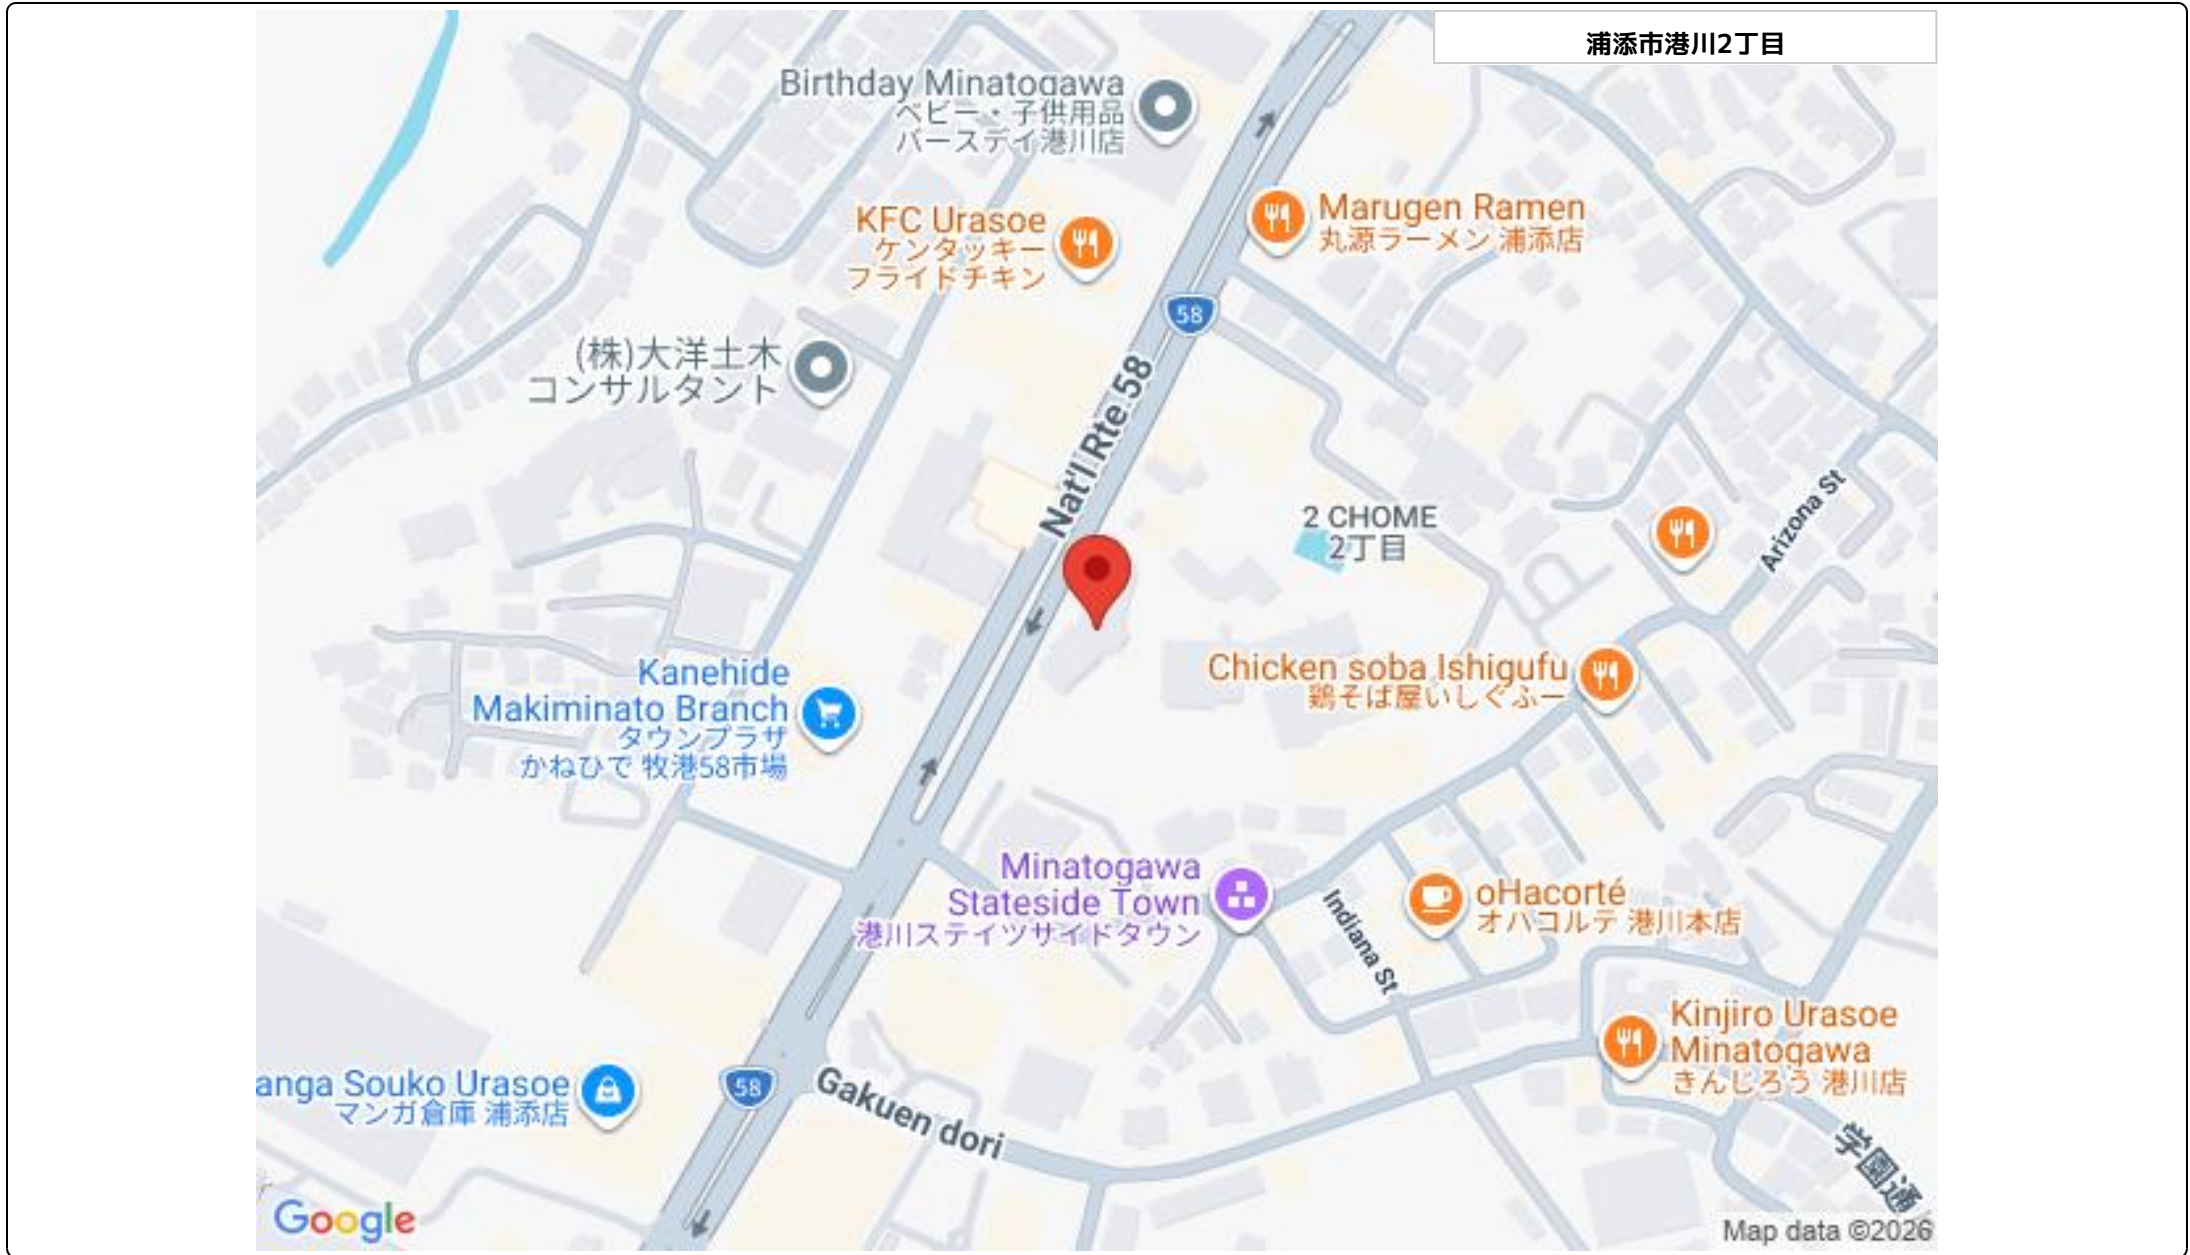 浦添市港川2丁目
Birthday Minatogawa
ベビー・子供用品
バースデイ港川店
KFC Urasoe
ケンタッキー
フライドチキン
Marugen Ramen
丸源ラーメン 浦添店
58
(株)大洋土木
コンサルタント
Nat'l Rte 58
2 CHOME
2丁目
Arizona St
Kanehide
Makiminato Branch
タウンプラザ
かねひで 牧港58市場
Chicken soba Ishigufu
鶏そば屋いしぐふー
Minatogawa
Stateside Town
港川ステイツサイドタウン
Indiana St
oHacorté
オハコルテ 港川本店
Kinjiro Urasoe
Minatogawa
きんじろう 港川店
anga Souko Urasoe
マンガ倉庫 浦添店
58
Gakuen dori
学園通
Google
Map data ©2026